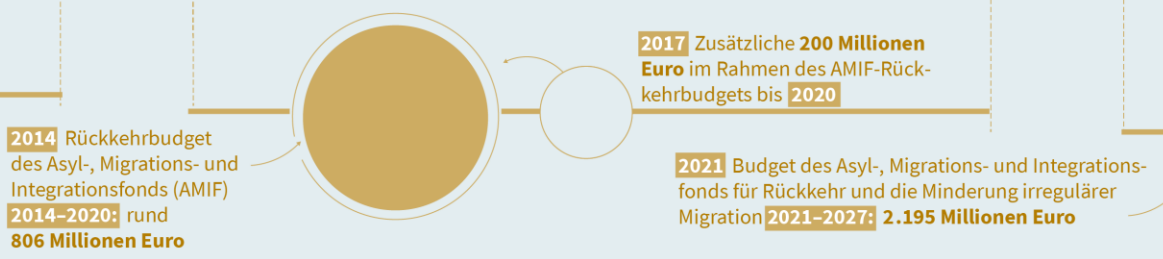 2014 Rückkehrbudget
des Asyl-, Migrations- und
Integrationsfonds (AMIF)
2014–2020: rund
806 Millionen Euro
2017 Zusätzliche 200 Millionen
Euro im Rahmen des AMIF-Rück-
kehrbudgets bis 2020
2021 Budget des Asyl-, Migrations- und Integrations-
fonds für Rückkehr und die Minderung irregulärer
Migration 2021–2027: 2.195 Millionen Euro